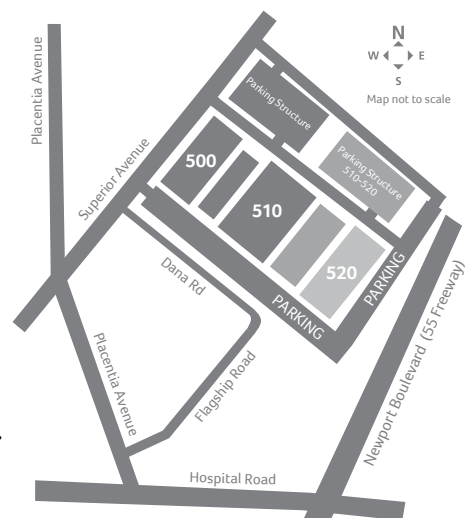 N
W E
S
Map not to scale
Placentia Avenue
Superior Avenue
Parking Structure
Parking Structure
510-520
500
510
520
PARKING
PARKING
Dana Rd
Flagship Road
Placentia Avenue
Newport Boulevard (55 Freeway)
Hospital Road